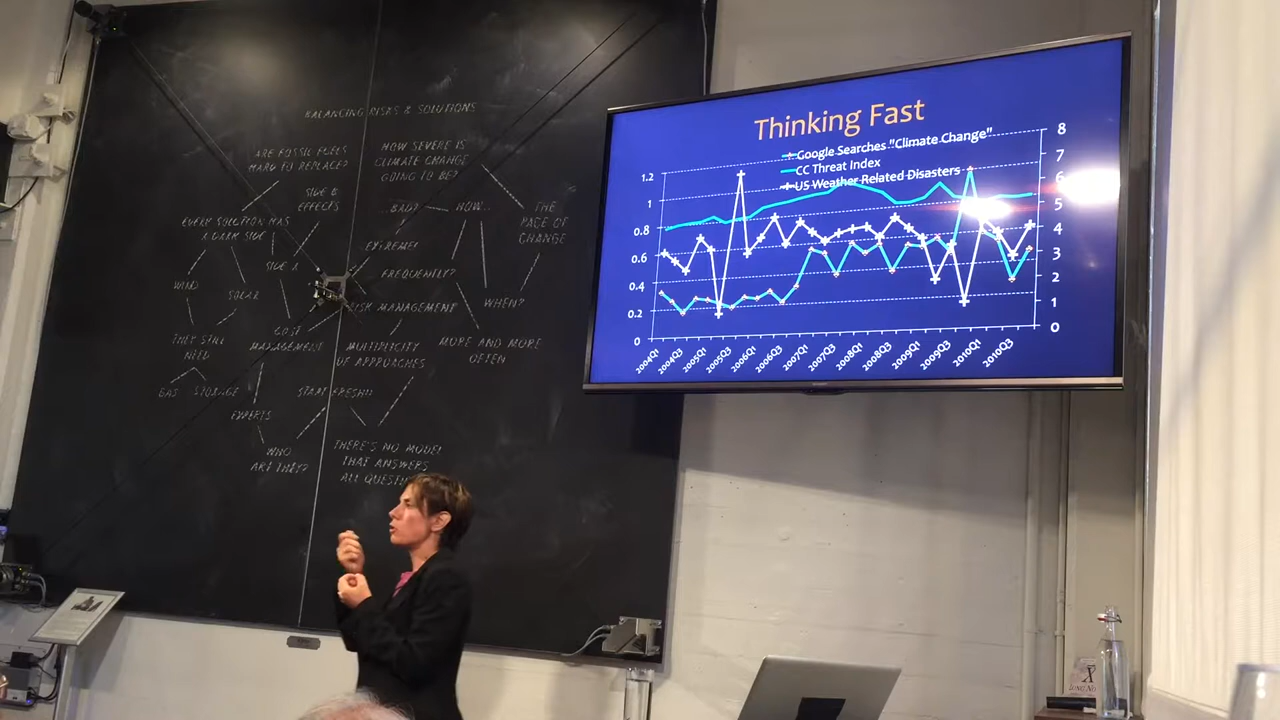 BALANCING RISKS & SOLUTIONS
ARE FOSSIL FUELS
HARD TO REPLACE?
HOW SEVERE IS
CLIMATE CHANGE
GOING TO BE?
SIDE B
EFFECTS
EVERY SOLUTION HAS
A DARK SIDE
BAD?
HOW...
THE
PACE OF
CHANGE
EXTREME?
SIDE X
FREQUENTLY?
WIND
SOLAR
RISK MANAGEMENT
WHEN?
COST
MANAGEMENT
THEY STILL
NEED
MULTIPLICITY
OF APPROACHES
MORE AND MORE
OFTEN
GAS STORAGE
START FRESH!!
EXPERTS
WHO
ARE THEY?
THERE'S NO MODEL
THAT ANSWERS
ALL
Thinking Fast
Google Searches "Climate Change"
CC Threat Index
US Weather Related Disasters
1.2
1
0.8
0.6
0.4
0.2
0
8
7
6
5
4
3
2
1
0
2004Q1
2004Q3
2005Q1
2005Q3
2006Q1
2006Q3
2007Q1
2007Q3
2008Q1
2008Q3
2009Q1
2009Q3
2010Q1
2010Q3
X
LONG NO